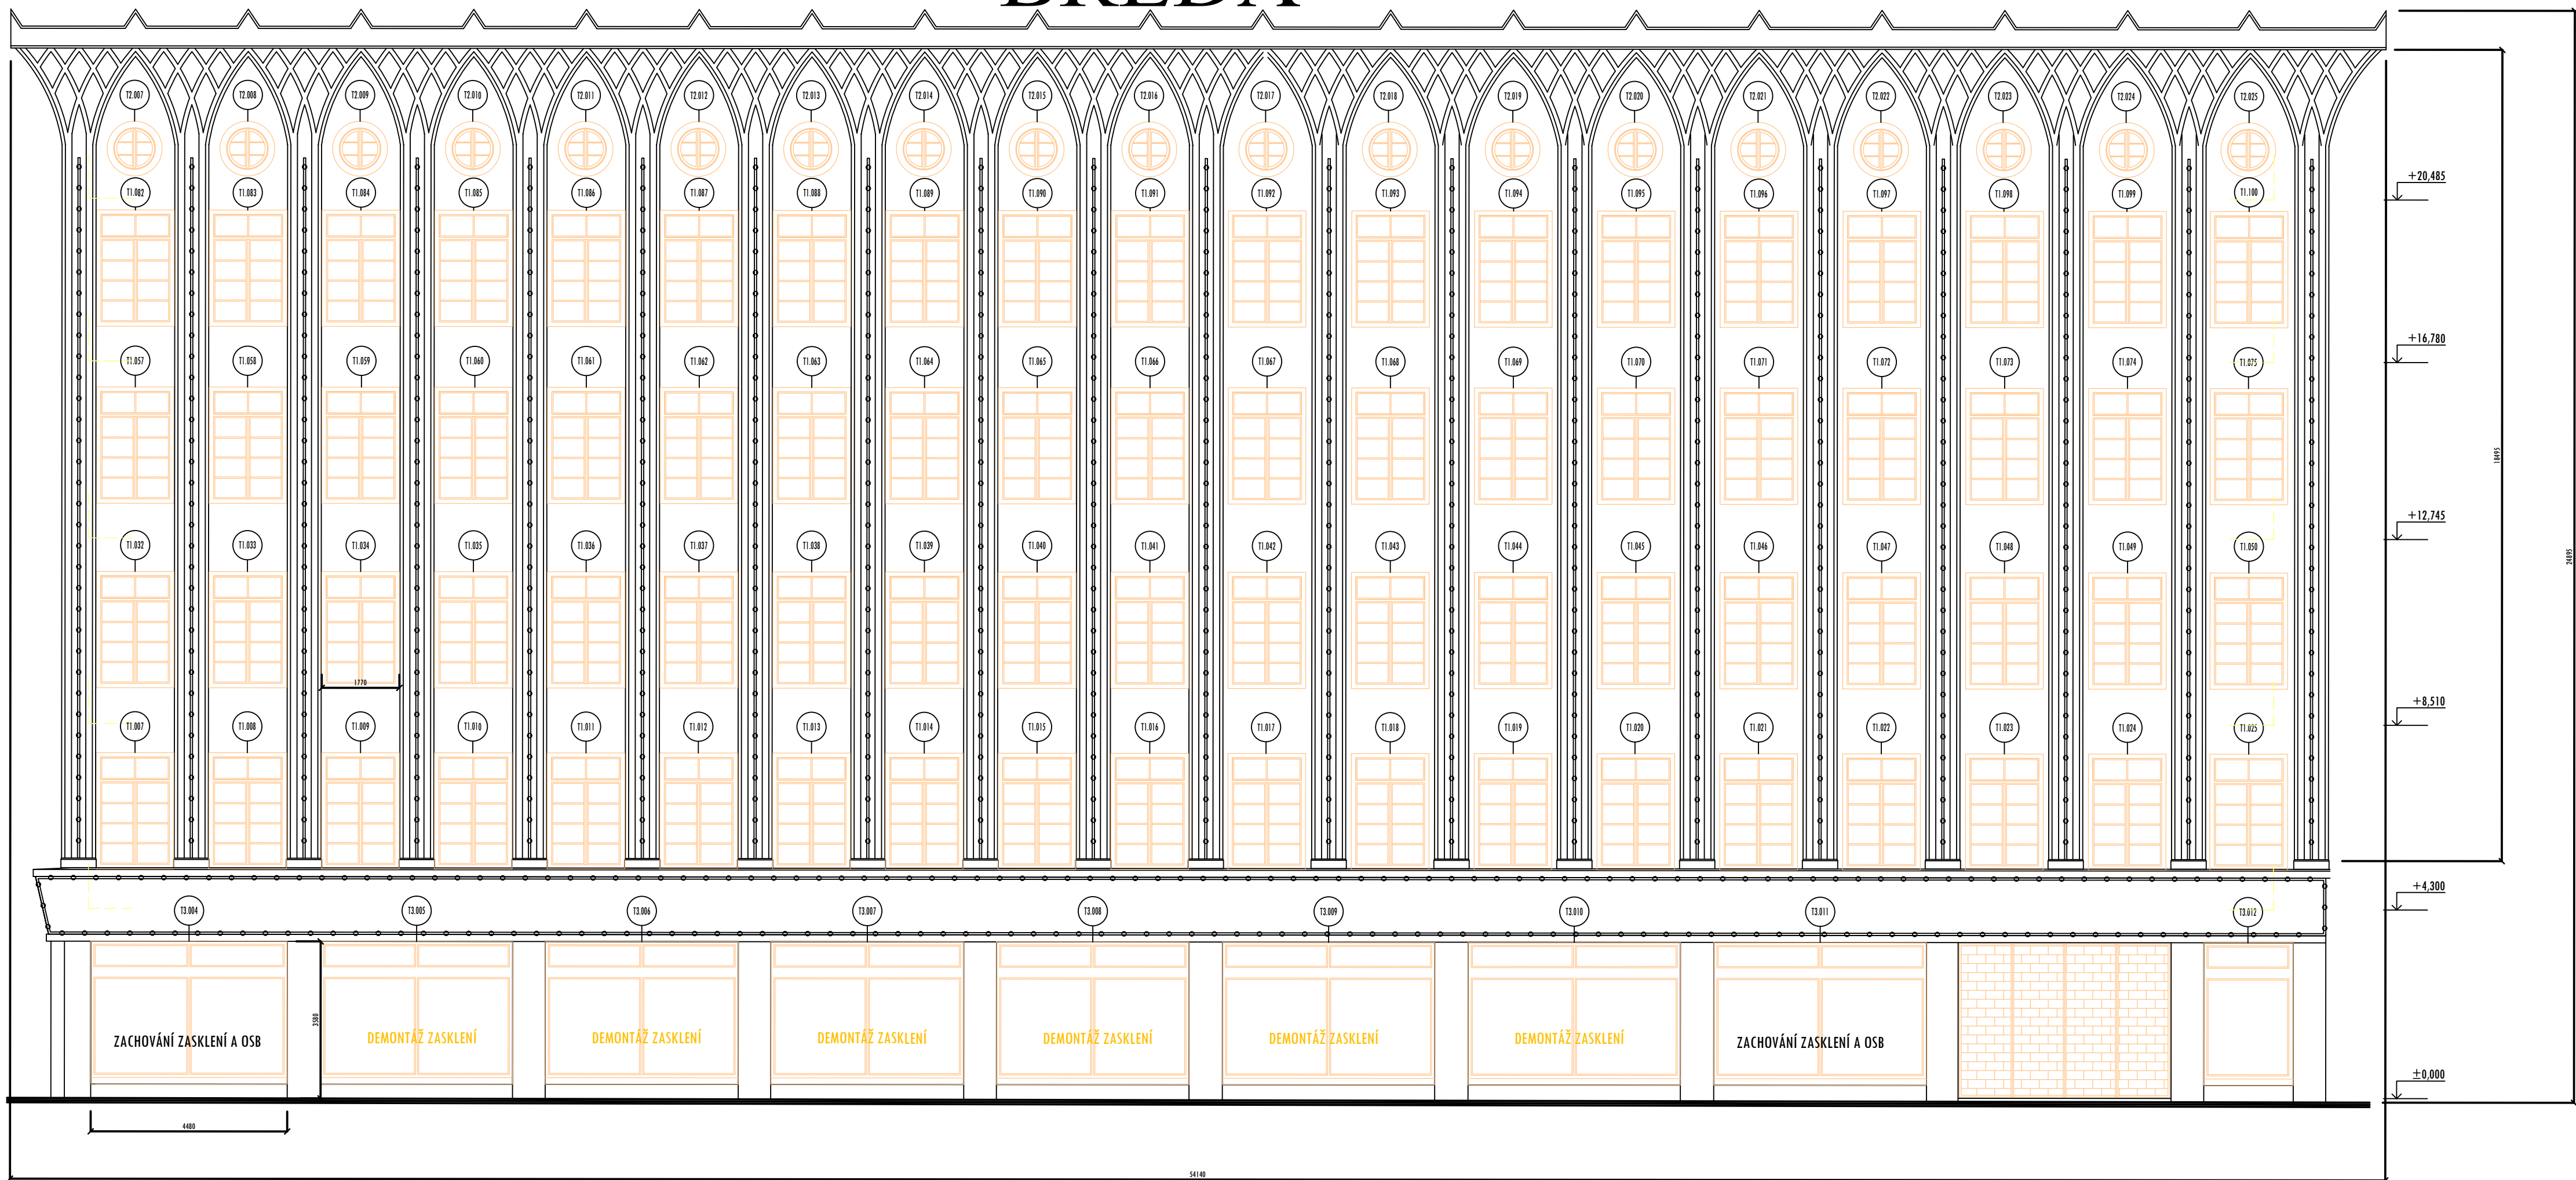 BREDA
T2.007 T2.008 T2.009 T2.010 T2.011 T2.012 T2.013 T2.014 T2.015 T2.016 T2.017 T2.018 T2.019 T2.020 T2.021 T2.022 T2.023 T2.024 T2.025
T1.082 T1.083 T1.084 T1.085 T1.086 T1.087 T1.088 T1.089 T1.090 T1.091 T1.092 T1.093 T1.094 T1.095 T1.096 T1.097 T1.098 T1.099 T1.100
+20,485
T1.057 T1.058 T1.059 T1.060 T1.061 T1.062 T1.063 T1.064 T1.065 T1.066 T1.067 T1.068 T1.069 T1.070 T1.071 T1.072 T1.073 T1.074 T1.075
+16,780
18495
T1.032 T1.033 T1.034 T1.035 T1.036 T1.037 T1.038 T1.039 T1.040 T1.041 T1.042 T1.043 T1.044 T1.045 T1.046 T1.047 T1.048 T1.049 T1.050
+12,745
24895
1770
T1.007 T1.008 T1.009 T1.010 T1.011 T1.012 T1.013 T1.014 T1.015 T1.016 T1.017 T1.018 T1.019 T1.020 T1.021 T1.022 T1.023 T1.024 T1.025
+8,510
T3.004 T3.005 T3.006 T3.007 T3.008 T3.009 T3.010 T3.011 T3.012
+4,300
3580
ZACHOVÁNÍ ZASKLENÍ A OSB
DEMONTÁŽ ZASKLENÍ
DEMONTÁŽ ZASKLENÍ
DEMONTÁŽ ZASKLENÍ
DEMONTÁŽ ZASKLENÍ
DEMONTÁŽ ZASKLENÍ
DEMONTÁŽ ZASKLENÍ
ZACHOVÁNÍ ZASKLENÍ A OSB
±0,000
4480
54140